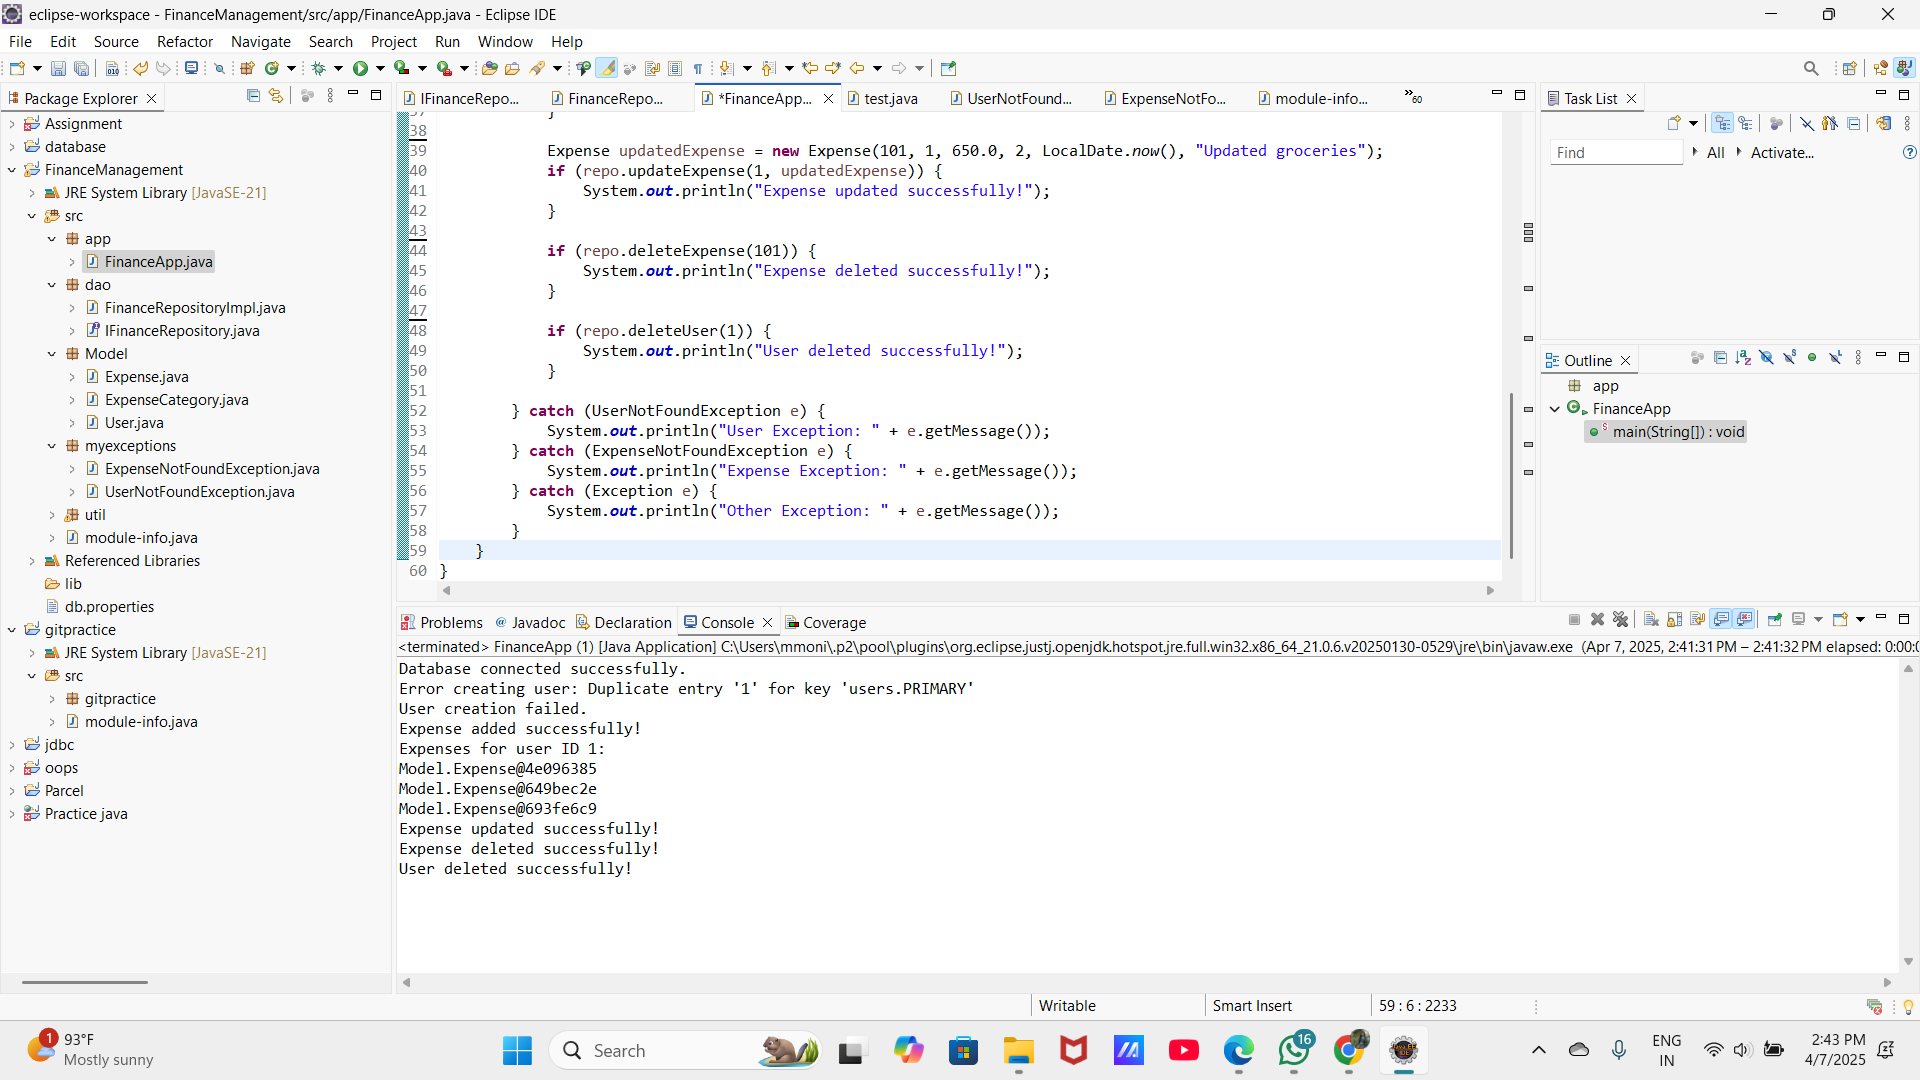 eclipse-workspace - FinanceManagement/src/app/FinanceApp.java - Eclipse IDE
File Edit Source Refactor Navigate Search Project Run Window Help
Package Explorer
Assignment
database
FinanceManagement
JRE System Library [JavaSE-21]
src
app
FinanceApp.java
dao
FinanceRepositoryImpl.java
IFinanceRepository.java
Model
Expense.java
ExpenseCategory.java
User.java
myexceptions
ExpenseNotFoundException.java
UserNotFoundException.java
util
module-info.java
Referenced Libraries
lib
db.properties
gitpractice
JRE System Library [JavaSE-21]
src
gitpractice
module-info.java
jdbc
oops
Parcel
Practice java
IFinanceRepo... FinanceRepo... *FinanceApp... test.java UserNotFound... ExpenseNotFo... module-info... »60
37 }
38
39 Expense updatedExpense = new Expense(101, 1, 650.0, 2, LocalDate.now(), "Updated groceries");
40 if (repo.updateExpense(1, updatedExpense)) {
41 System.out.println("Expense updated successfully!");
42 }
43
44 if (repo.deleteExpense(101)) {
45 System.out.println("Expense deleted successfully!");
46 }
47
48 if (repo.deleteUser(1)) {
49 System.out.println("User deleted successfully!");
50 }
51
52 } catch (UserNotFoundException e) {
53 System.out.println("User Exception: " + e.getMessage());
54 } catch (ExpenseNotFoundException e) {
55 System.out.println("Expense Exception: " + e.getMessage());
56 } catch (Exception e) {
57 System.out.println("Other Exception: " + e.getMessage());
58 }
59 }
60 }
Task List
Find All Activate...
Outline
app
FinanceApp
main(String[]) : void
Problems @ Javadoc Declaration Console Coverage
<terminated> FinanceApp (1) [Java Application] C:\Users\mmoni\.p2\pool\plugins\org.eclipse.justj.openjdk.hotspot.jre.full.win32.x86_64_21.0.6.v20250130-0529\jre\bin\javaw.exe (Apr 7, 2025, 2:41:31 PM – 2:41:32 PM elapsed: 0:00:0
Database connected successfully.
Error creating user: Duplicate entry '1' for key 'users.PRIMARY'
User creation failed.
Expense added successfully!
Expenses for user ID 1:
Model.Expense@4e096385
Model.Expense@649bec2e
Model.Expense@693fe6c9
Expense updated successfully!
Expense deleted successfully!
User deleted successfully!
Writable Smart Insert 59 : 6 : 2233
1 93°F
Mostly sunny
Search
16
ENG
IN
2:43 PM
4/7/2025